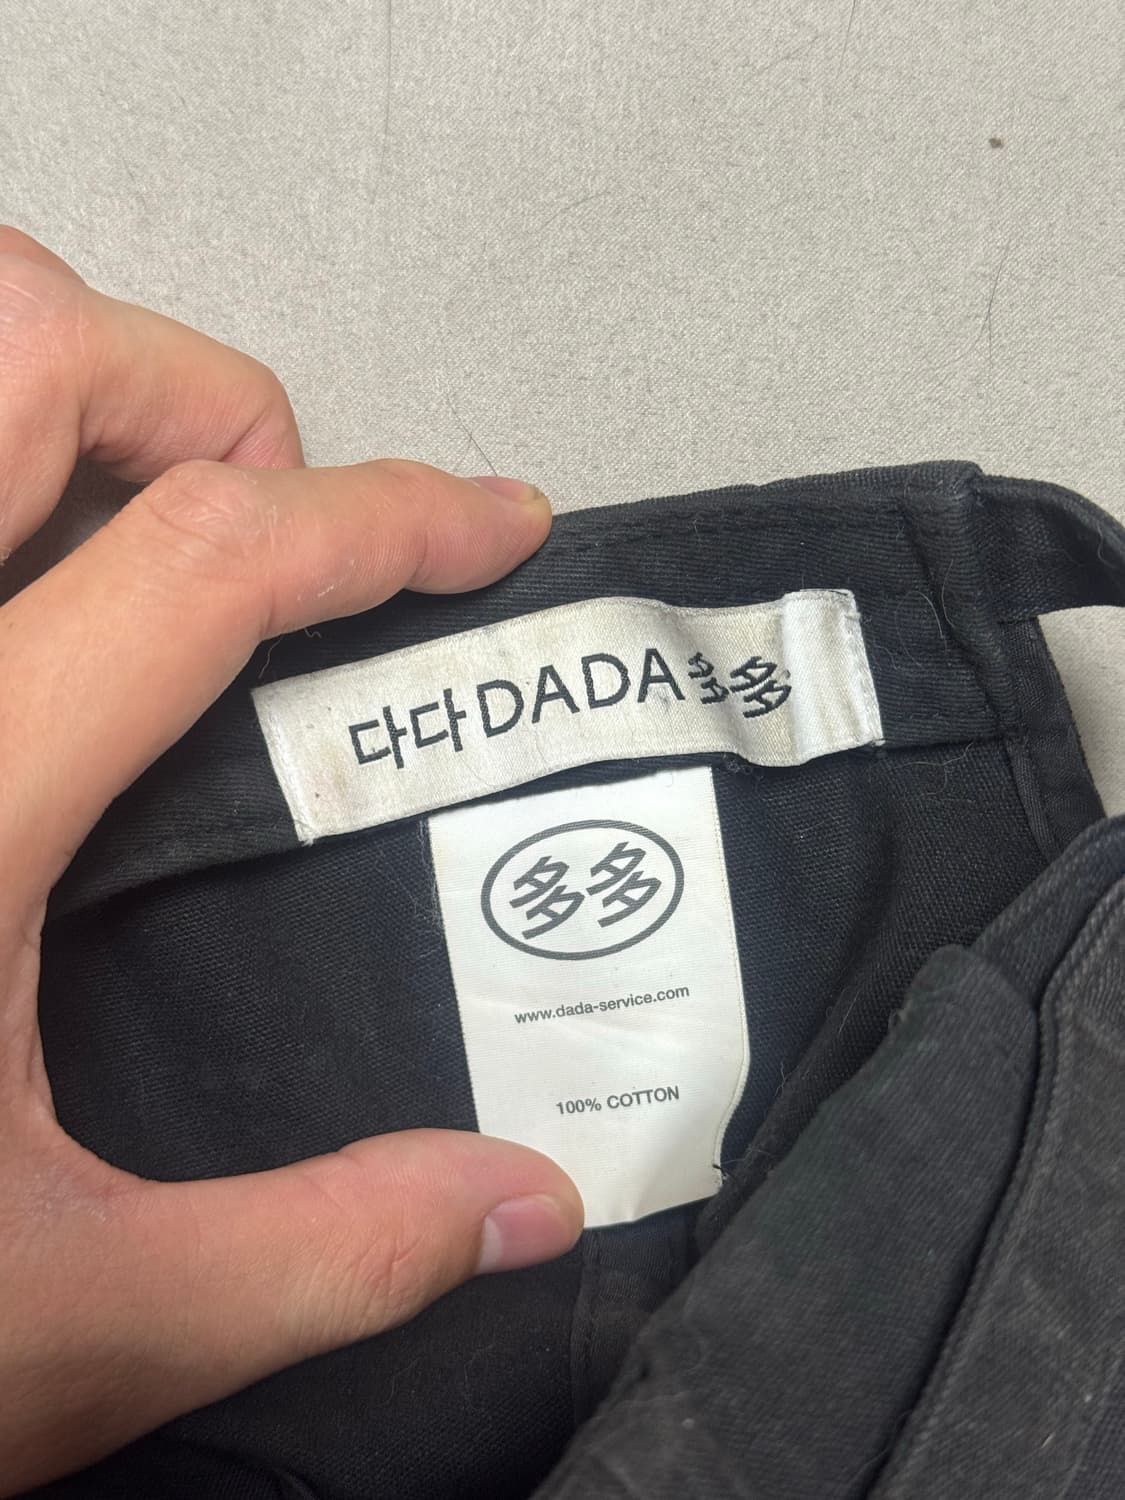 다다DADA多多
多多
www.dada-service.com
100% COTTON